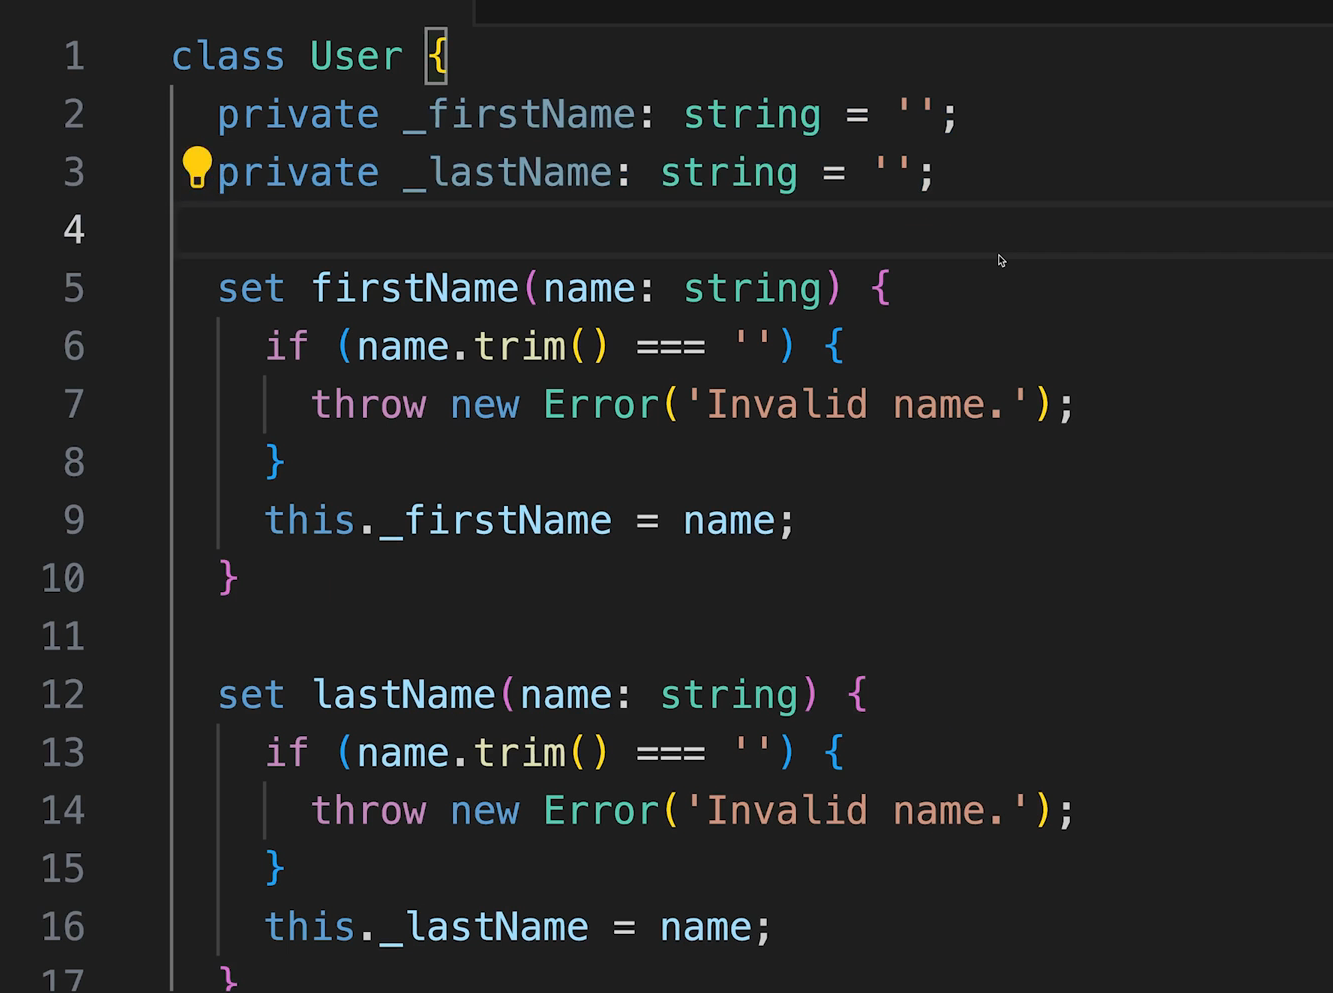 1 class User {
2 private _firstName: string = '';
3 private _lastName: string = '';
4
5 set firstName(name: string) {
6 if (name.trim() === '') {
7 throw new Error('Invalid name.');
8 }
9 this._firstName = name;
10 }
11
12 set lastName(name: string) {
13 if (name.trim() === '') {
14 throw new Error('Invalid name.');
15 }
16 this._lastName = name;
17 }